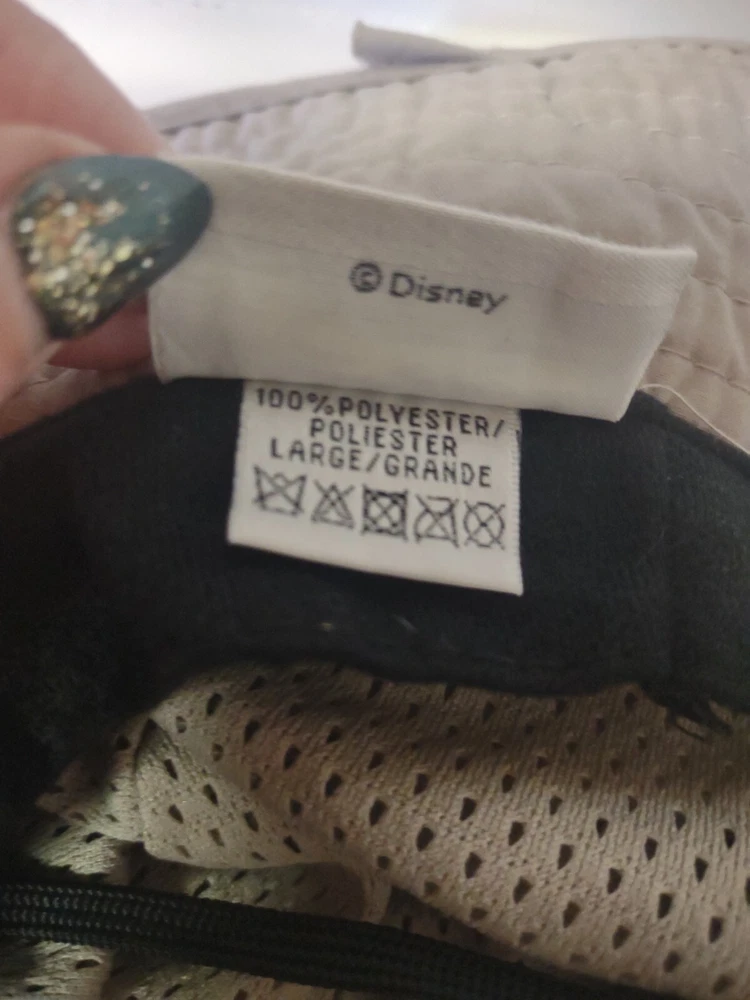 © Disney
100%POLYESTER/
POLIESTER
LARGE/GRANDE